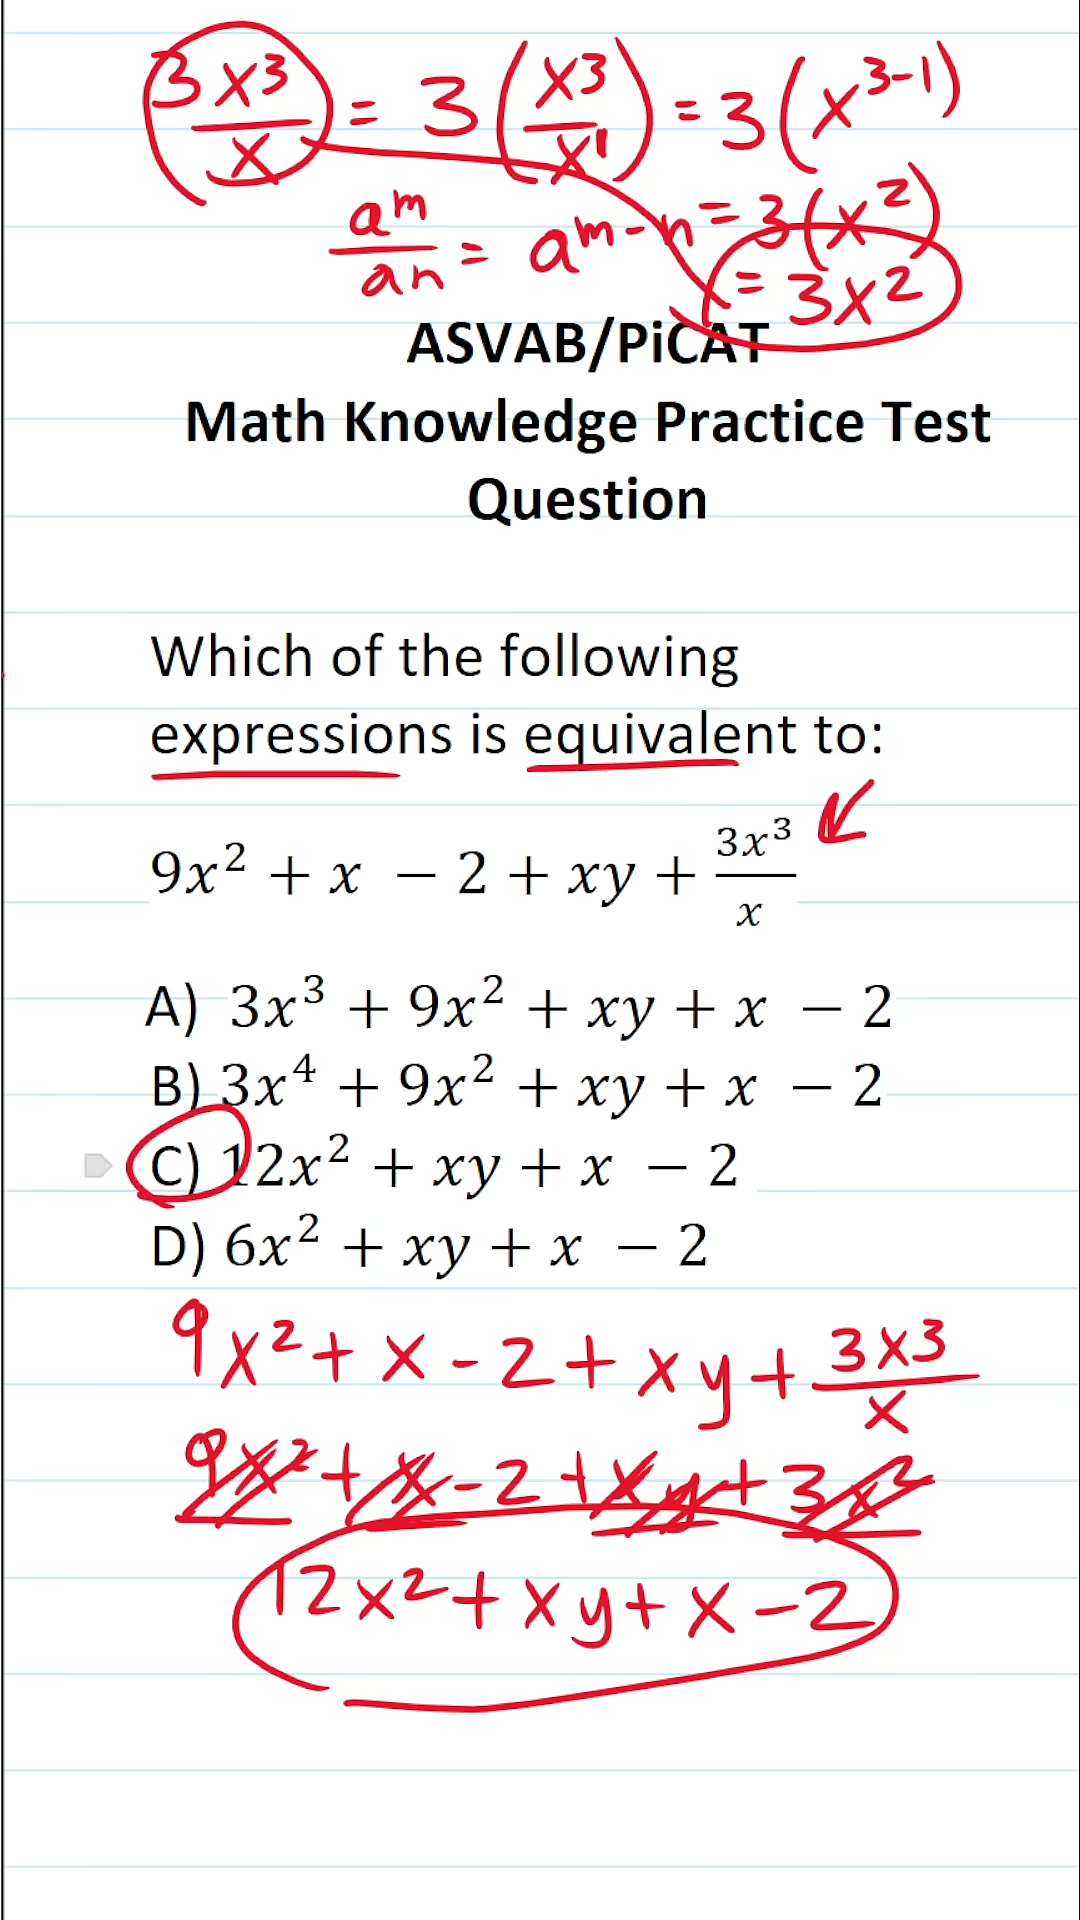 3x³/x = 3(x³/x¹) = 3(x³⁻¹)
aᵐ/aⁿ = aᵐ⁻ⁿ = 3(x²)
= 3x²
ASVAB/PiCAT
Math Knowledge Practice Test
Question
Which of the following
expressions is equivalent to:
9x² + x − 2 + xy + 3x³/x
A) 3x³ + 9x² + xy + x − 2
B) 3x⁴ + 9x² + xy + x − 2
C) 12x² + xy + x − 2
D) 6x² + xy + x − 2
9x² + x - 2 + xy + 3x³/x
9x² + x - 2 + xy + 3x²
12x² + xy + x - 2